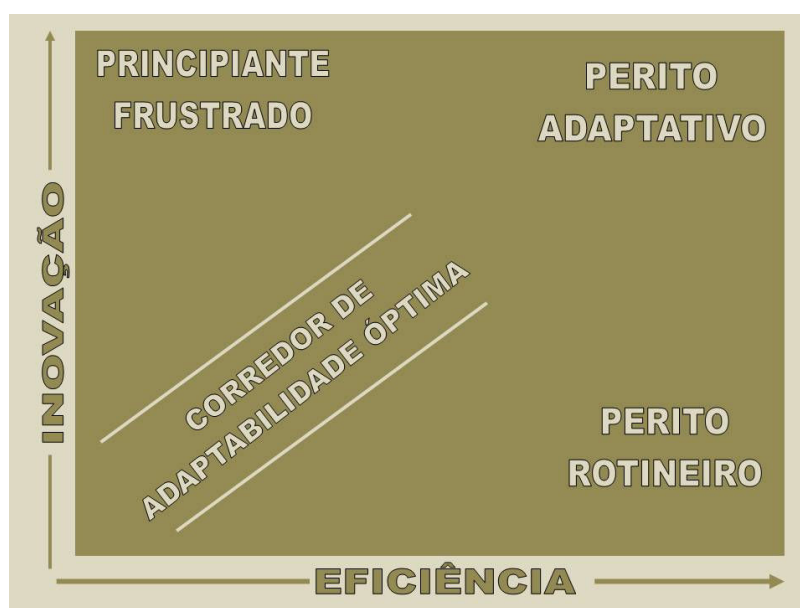 PRINCIPIANTE
FRUSTRADO
PERITO
ADAPTATIVO
INOVAÇÃO
CORREDOR DE
ADAPTABILIDADE ÓPTIMA
PERITO
ROTINEIRO
EFICIÊNCIA